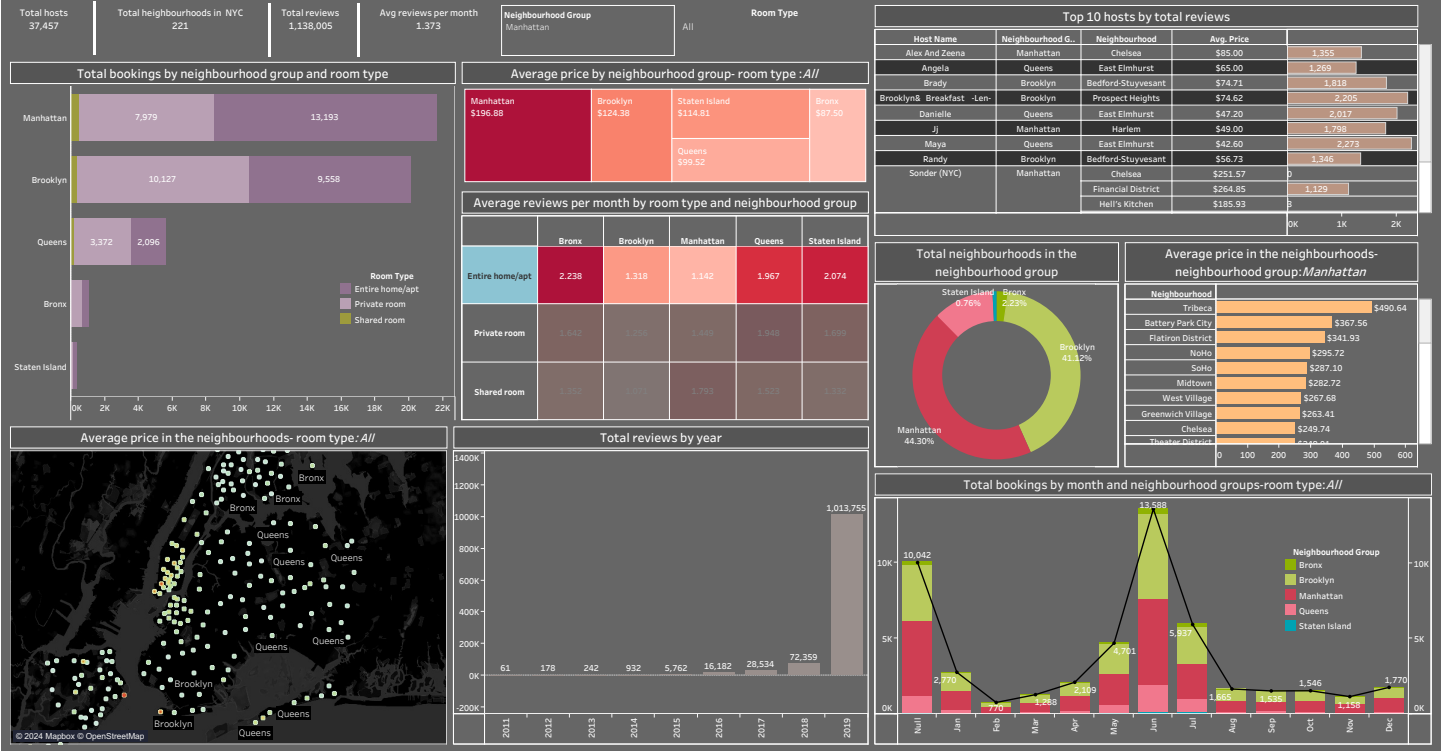 Total hosts
37,457
Total heighbourhoods in NYC
221
Total reviews
1,138,005
Avg reviews per month
1.373
Neighbourhood Group
Manhattan
Room Type
All
Total bookings by neighbourhood group and room type
Manhattan
7,979
13,193
Brooklyn
10,127
9,558
Queens
3,372
2,096
Bronx
Staten Island
Room Type
Entire home/apt
Private room
Shared room
0K 2K 4K 6K 8K 10K 12K 14K 16K 18K 20K 22K
Average price by neighbourhood group- room type :All
Manhattan
$196.88
Brooklyn
$124.38
Staten Island
$114.81
Queens
$99.52
Bronx
$87.50
Average reviews per month by room type and neighbourhood group
Bronx Brooklyn Manhattan Queens Staten Island
Entire home/apt 2.238 1.318 1.142 1.967 2.074
Private room 1.642 1.948 1.699
Shared room 1.793
Top 10 hosts by total reviews
Host Name Neighbourhood G.. Neighbourhood Avg. Price
Alex And Zeena Manhattan Chelsea $85.00 1,355
Angela Queens East Elmhurst $65.00 1,269
Brady Brooklyn Bedford-Stuyvesant $74.71 1,818
Brooklyn& Breakfast -Len- Brooklyn Prospect Heights $74.62 2,205
Danielle Queens East Elmhurst $47.20 2,017
Jj Manhattan Harlem $49.00 1,798
Maya Queens East Elmhurst $42.60 2,273
Randy Brooklyn Bedford-Stuyvesant $56.73 1,346
Sonder (NYC) Manhattan Chelsea $251.57 0
Financial District $264.85 1,129
Hell's Kitchen $185.93 3
0K 1K 2K
Total neighbourhoods in the
neighbourhood group
Staten Island
0.76%
Bronx
2.23%
Brooklyn
41.12%
Manhattan
44.30%
Average price in the neighbourhoods-
neighbourhood group:Manhattan
Neighbourhood
Tribeca $490.64
Battery Park City $367.56
Flatiron District $341.93
NoHo $295.72
SoHo $287.10
Midtown $282.72
West Village $267.68
Greenwich Village $263.41
Chelsea $249.74
Theater District
0 100 200 300 400 500 600
Average price in the neighbourhoods- room type:All
Bronx
Bronx
Bronx
Queens
Queens
Queens
Queens
Queens
Brooklyn
Brooklyn
Queens
Queens
© 2024 Mapbox © OpenStreetMap
Total reviews by year
1400K
1200K
1000K
800K
600K
400K
200K
0K
-200K
61 178 242 932 5,762 16,182 28,534 72,359 1,013,755
2011 2012 2013 2014 2015 2016 2017 2018 2019
Total bookings by month and neighbourhood groups-room type:All
10K
5K
0K
10,042 2,770 770 1,288 2,109 4,701 13,588 5,937 1,665 1,535 1,546 1,158 1,770
Null Jan Feb Mar Apr May Jun Jul Aug Sep Oct Nov Dec
10K
5K
0K
Neighbourhood Group
Bronx
Brooklyn
Manhattan
Queens
Staten Island